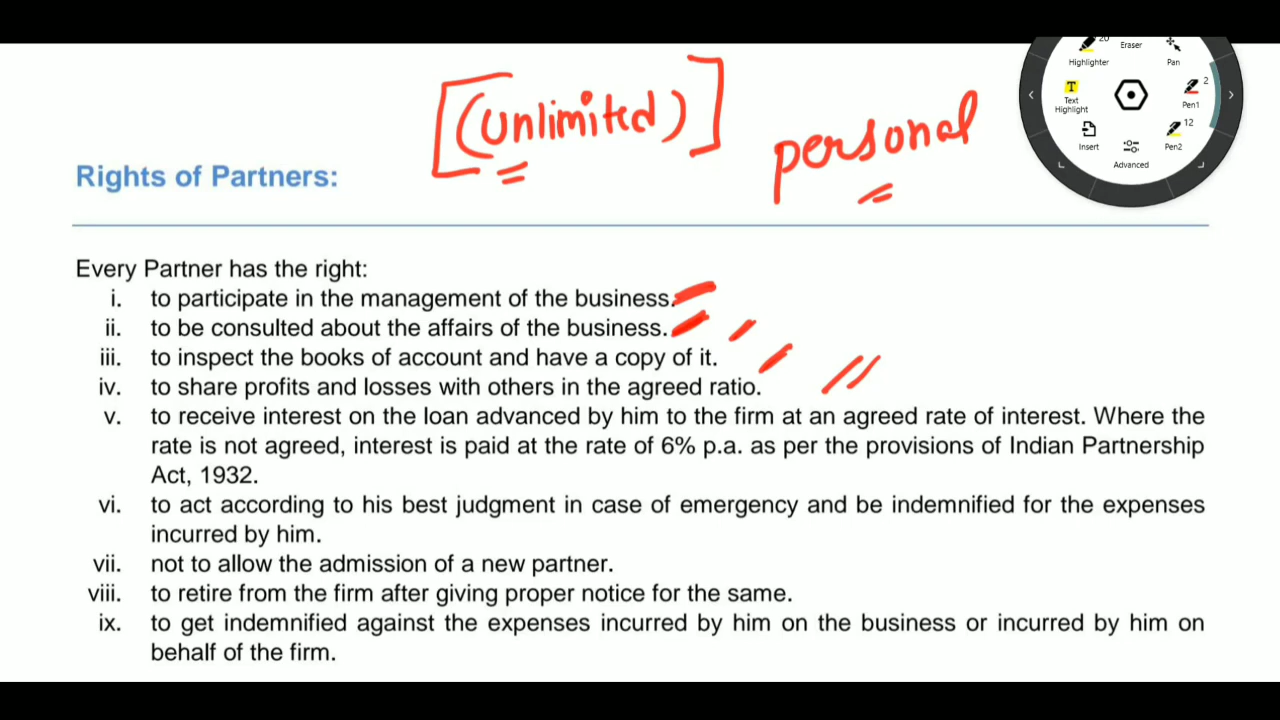 [(unlimited)]
personal
20
Eraser
Highlighter
Pan
T
2
Text
Highlight
Pen1
12
Insert
Pen2
Advanced
Rights of Partners:
Every Partner has the right:
i. to participate in the management of the business.
ii. to be consulted about the affairs of the business.
iii. to inspect the books of account and have a copy of it.
iv. to share profits and losses with others in the agreed ratio.
v. to receive interest on the loan advanced by him to the firm at an agreed rate of interest. Where the
rate is not agreed, interest is paid at the rate of 6% p.a. as per the provisions of Indian Partnership
Act, 1932.
vi. to act according to his best judgment in case of emergency and be indemnified for the expenses
incurred by him.
vii. not to allow the admission of a new partner.
viii. to retire from the firm after giving proper notice for the same.
ix. to get indemnified against the expenses incurred by him on the business or incurred by him on
behalf of the firm.